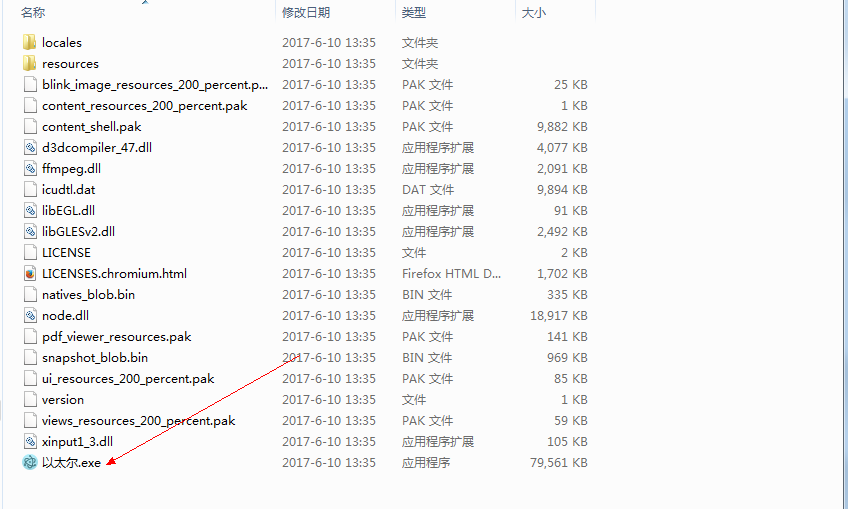 名称 修改日期 类型 大小
locales 2017-6-10 13:35 文件夹
resources 2017-6-10 13:35 文件夹
blink_image_resources_200_percent.p... 2017-6-10 13:35 PAK 文件 25 KB
content_resources_200_percent.pak 2017-6-10 13:35 PAK 文件 1 KB
content_shell.pak 2017-6-10 13:35 PAK 文件 9,882 KB
d3dcompiler_47.dll 2017-6-10 13:35 应用程序扩展 4,077 KB
ffmpeg.dll 2017-6-10 13:35 应用程序扩展 2,091 KB
icudtl.dat 2017-6-10 13:35 DAT 文件 9,894 KB
libEGL.dll 2017-6-10 13:35 应用程序扩展 91 KB
libGLESv2.dll 2017-6-10 13:35 应用程序扩展 2,492 KB
LICENSE 2017-6-10 13:35 文件 2 KB
LICENSES.chromium.html 2017-6-10 13:35 Firefox HTML D... 1,702 KB
natives_blob.bin 2017-6-10 13:35 BIN 文件 335 KB
node.dll 2017-6-10 13:35 应用程序扩展 18,917 KB
pdf_viewer_resources.pak 2017-6-10 13:35 PAK 文件 141 KB
snapshot_blob.bin 2017-6-10 13:35 BIN 文件 969 KB
ui_resources_200_percent.pak 2017-6-10 13:35 PAK 文件 85 KB
version 2017-6-10 13:35 文件 1 KB
views_resources_200_percent.pak 2017-6-10 13:35 PAK 文件 59 KB
xinput1_3.dll 2017-6-10 13:35 应用程序扩展 105 KB
以太尔.exe 2017-6-10 13:35 应用程序 79,561 KB